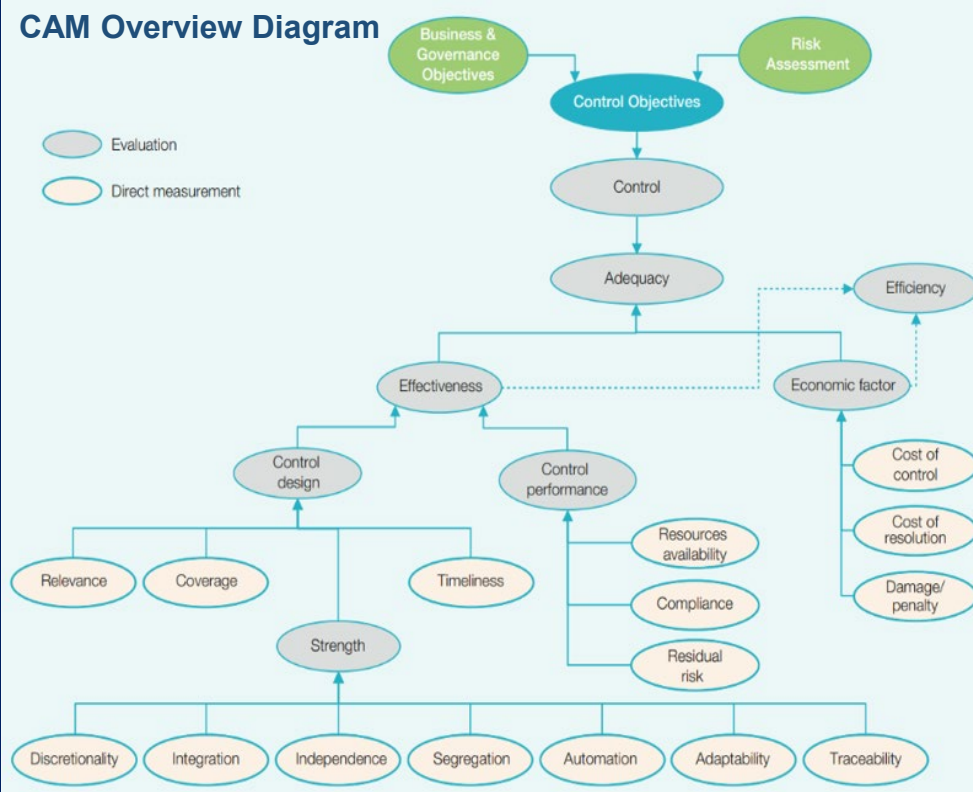 CAM Overview Diagram
Business &
Governance
Objectives
Risk
Assessment
Control Objectives
Evaluation
Direct measurement
Control
Adequacy
Efficiency
Effectiveness
Economic factor
Control
design
Control
performance
Cost of
control
Cost of
resolution
Damage/
penalty
Resources
availability
Compliance
Residual
risk
Relevance
Coverage
Timeliness
Strength
Discretionality
Integration
Independence
Segregation
Automation
Adaptability
Traceability